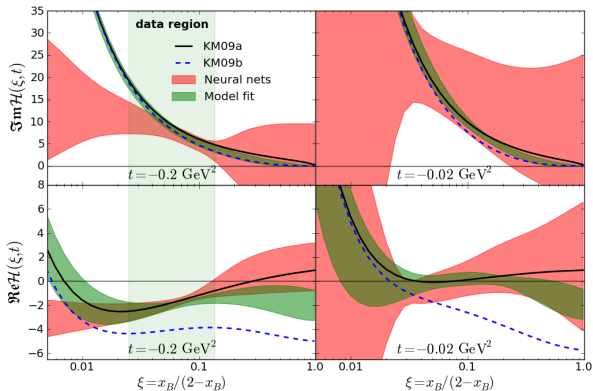 35
30
25
20
15
10
5
0
ℑm ℋ(ξ,t)
data region
KM09a
KM09b
Neural nets
Model fit
t=−0.2 GeV²
t=−0.02 GeV²
8
6
4
2
0
−2
−4
−6
ℜe ℋ(ξ,t)
t=−0.2 GeV²
t=−0.02 GeV²
0.01 0.1 1.0
0.01 0.1 1.0
ξ=x_B/(2−x_B)
ξ=x_B/(2−x_B)